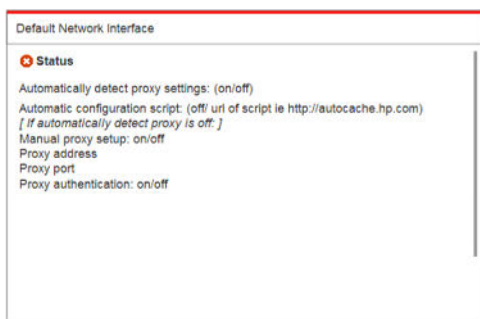 Default Network Interface
Status
Automatically detect proxy settings: (on/off)
Automatic configuration script: (off/ url of script ie http://autocache.hp.com)
[ If automatically detect proxy is off: ]
Manual proxy setup: on/off
Proxy address
Proxy port
Proxy authentication: on/off